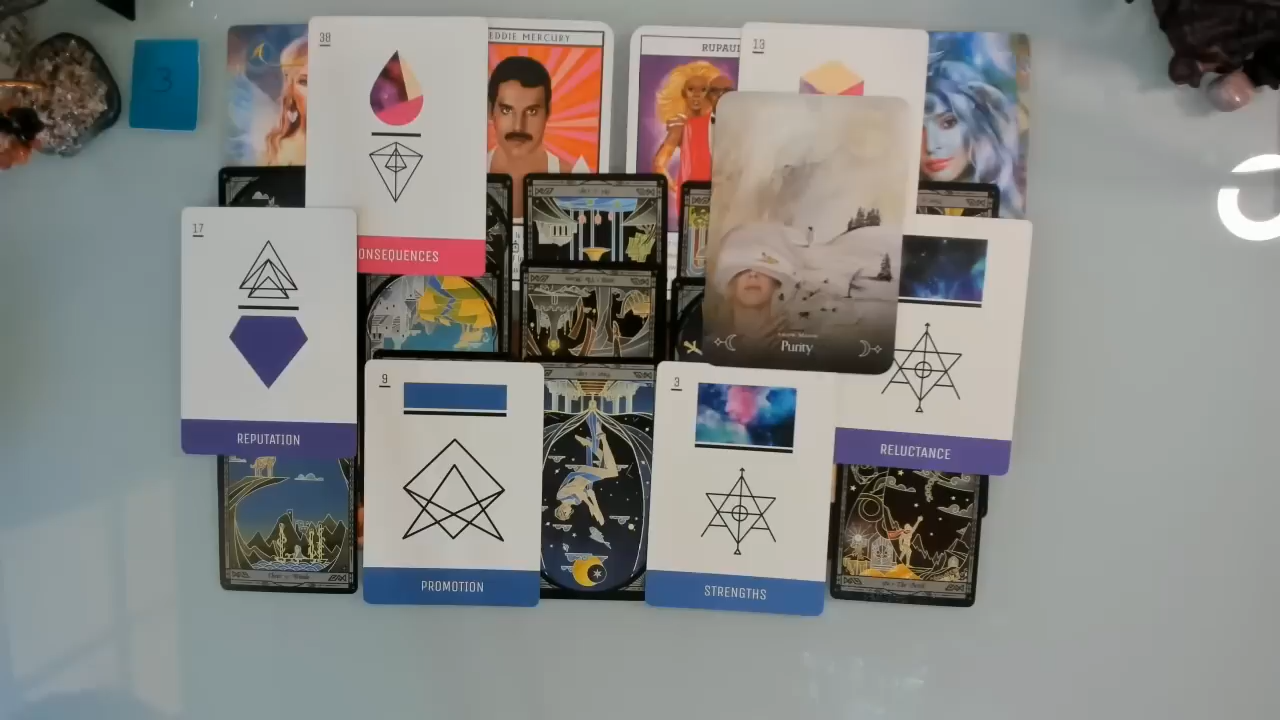 3
38
EDDIE MERCURY
RUPAUL
13
17
ONSEQUENCES
REPUTATION
Purity
RELUCTANCE
9
PROMOTION
3
STRENGTHS